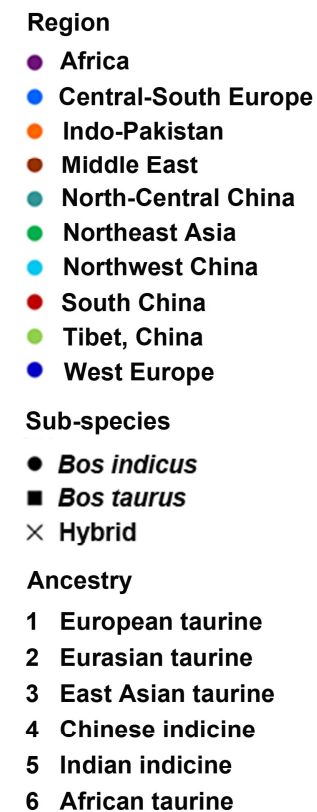 Region
Africa
Central-South Europe
Indo-Pakistan
Middle East
North-Central China
Northeast Asia
Northwest China
South China
Tibet, China
West Europe
Sub-species
Bos indicus
Bos taurus
Hybrid
Ancestry
1 European taurine
2 Eurasian taurine
3 East Asian taurine
4 Chinese indicine
5 Indian indicine
6 African taurine